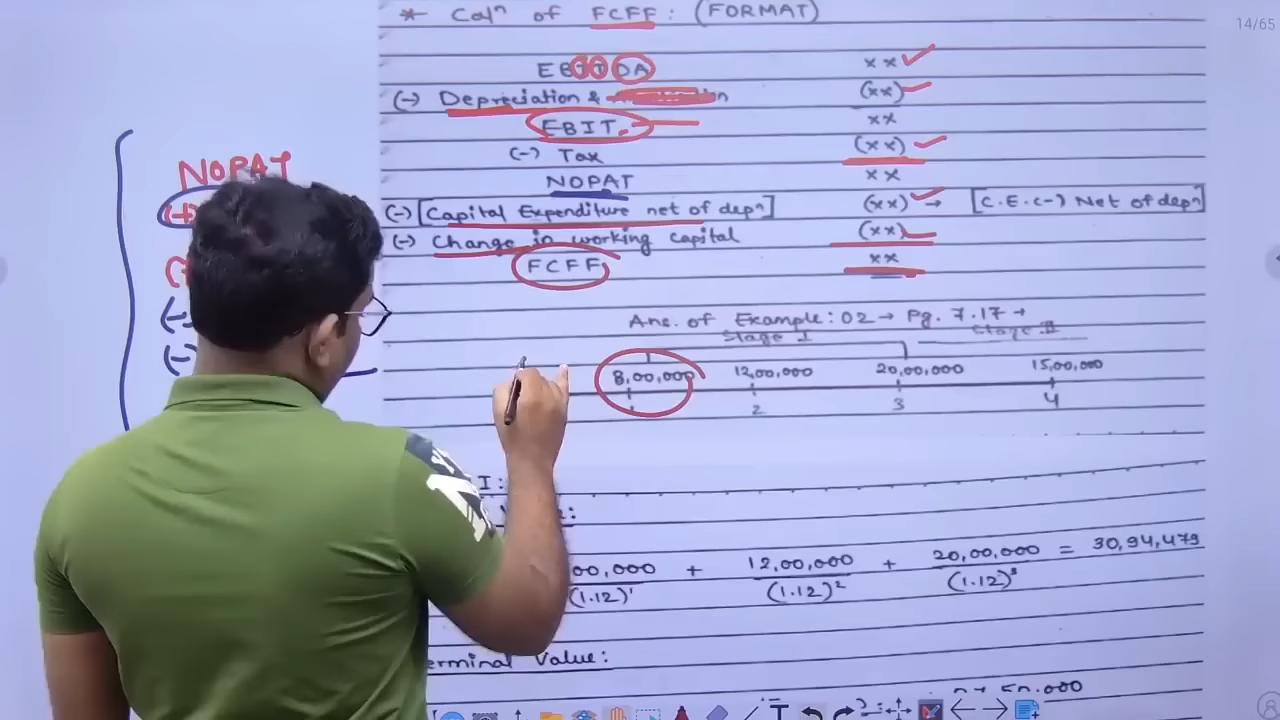 14/65
* Calⁿ of FCFF: (FORMAT)
EBITDA xx
(-) Depreciation & (xx)
EBIT xx
(-) Tax (xx)
NOPAT xx
(-) [Capital Expenditure net of depⁿ] (xx) → [C.E. (-) Net of depⁿ]
(-) Change in working capital (xx)
FCFF xx
NOPAT
(+)
(-)
(-)
Ans. of Example: 02 → Pg. 7.17 →
Stage I Stage II
8,00,000 12,00,000 20,00,000 15,00,000
2 3 4
I:
00,000 + 12,00,000 + 20,00,000 = 30,94,479
(1.12)¹ (1.12)² (1.12)³
erminal Value: